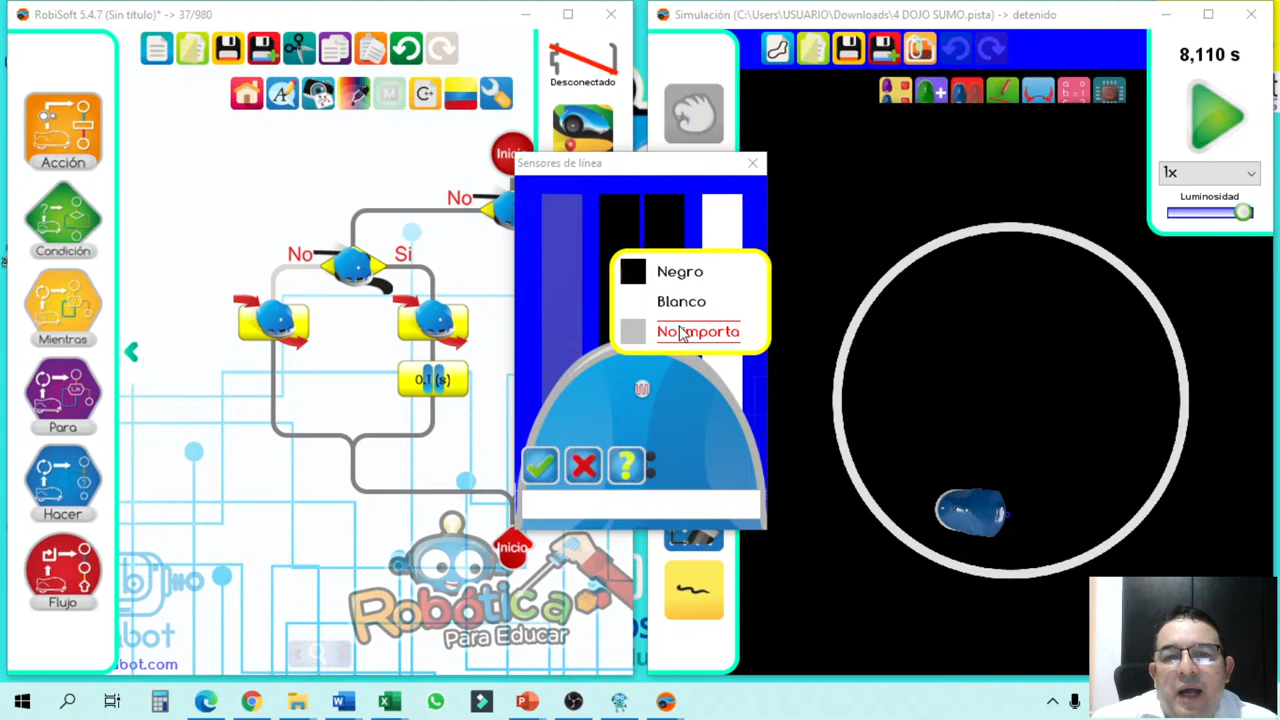 RobiSoft 5.4.7 (Sin título)* -> 37/980
Simulación (C:\Users\USUARIO\Downloads\4 DOJO SUMO.pista) -> detenido
8,110 s
Desconectado
C+
a b
b = 1
1x
Luminosidad
Acción
Condición
Mientras
Para
Hacer
Flujo
Inicio
No
No
Si
0.1 (s)
Sensores de línea
Negro
Blanco
No importa
Inicio
Robótica
Para Educar
bot
bot.com